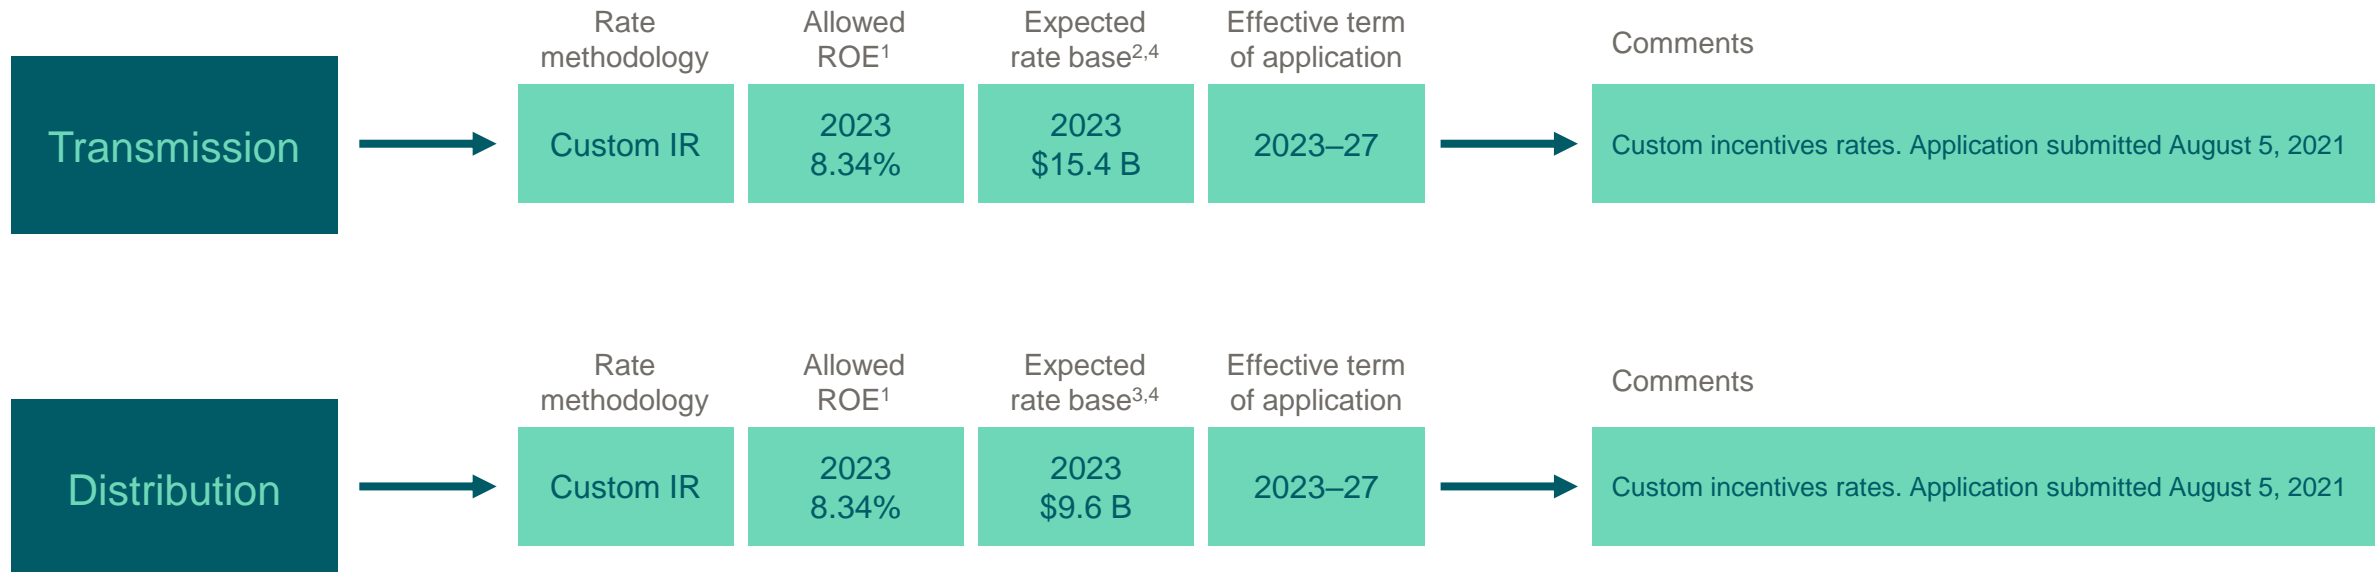 Rate
methodology
Allowed
ROE1
Expected
rate base2,4
Effective term
of application
Comments
Transmission
Custom IR
2023
8.34%
2023
$15.4 B
2023–27
Custom incentives rates. Application submitted August 5, 2021
Rate
methodology
Allowed
ROE1
Expected
rate base3,4
Effective term
of application
Comments
Distribution
Custom IR
2023
8.34%
2023
$9.6 B
2023–27
Custom incentives rates. Application submitted August 5, 2021